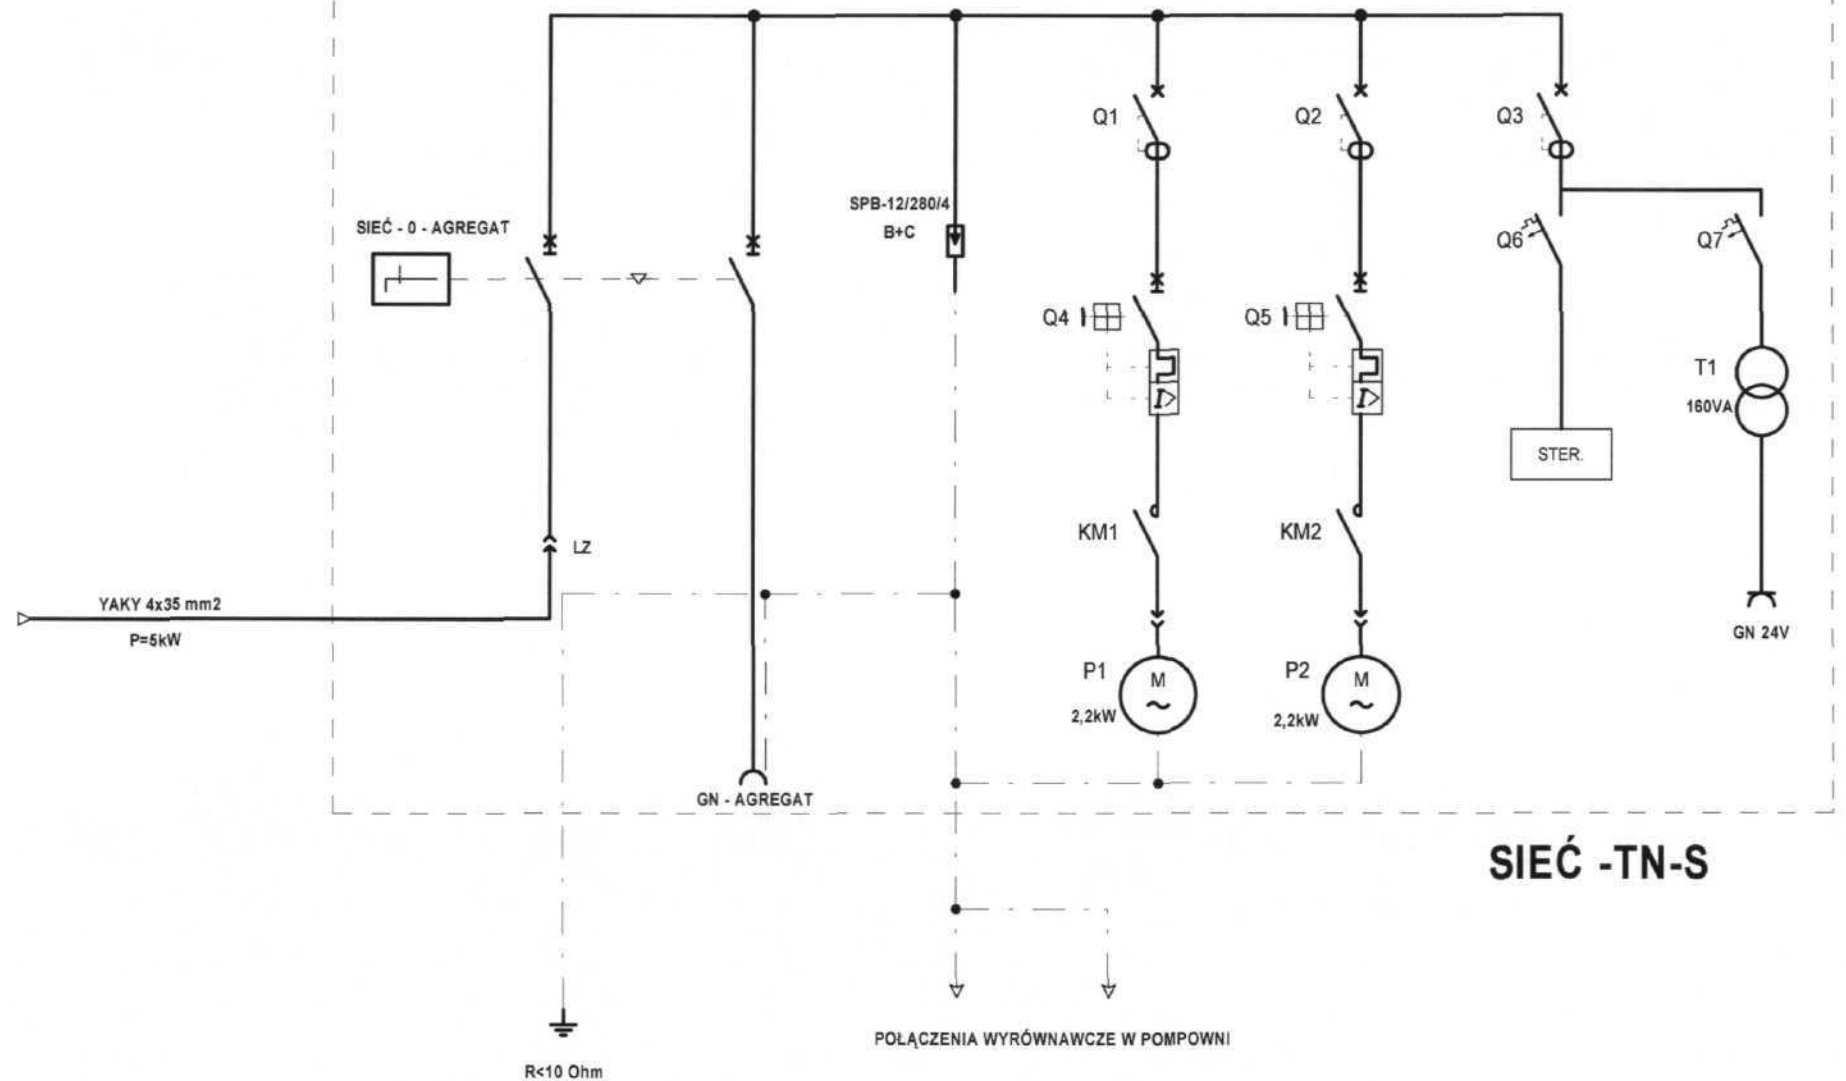 Q1
Q2
Q3
SPB-12/280/4
B+C
SIEĆ - 0 - AGREGAT
Q6
Q7
Q4
Q5
I>
I>
T1
160VA
STER.
KM1
KM2
LZ
YAKY 4x35 mm2
P=5kW
GN 24V
P1
M
2,2kW
P2
M
2,2kW
GN - AGREGAT
SIEĆ -TN-S
POŁĄCZENIA WYRÓWNAWCZE W POMPOWNI
R<10 Ohm